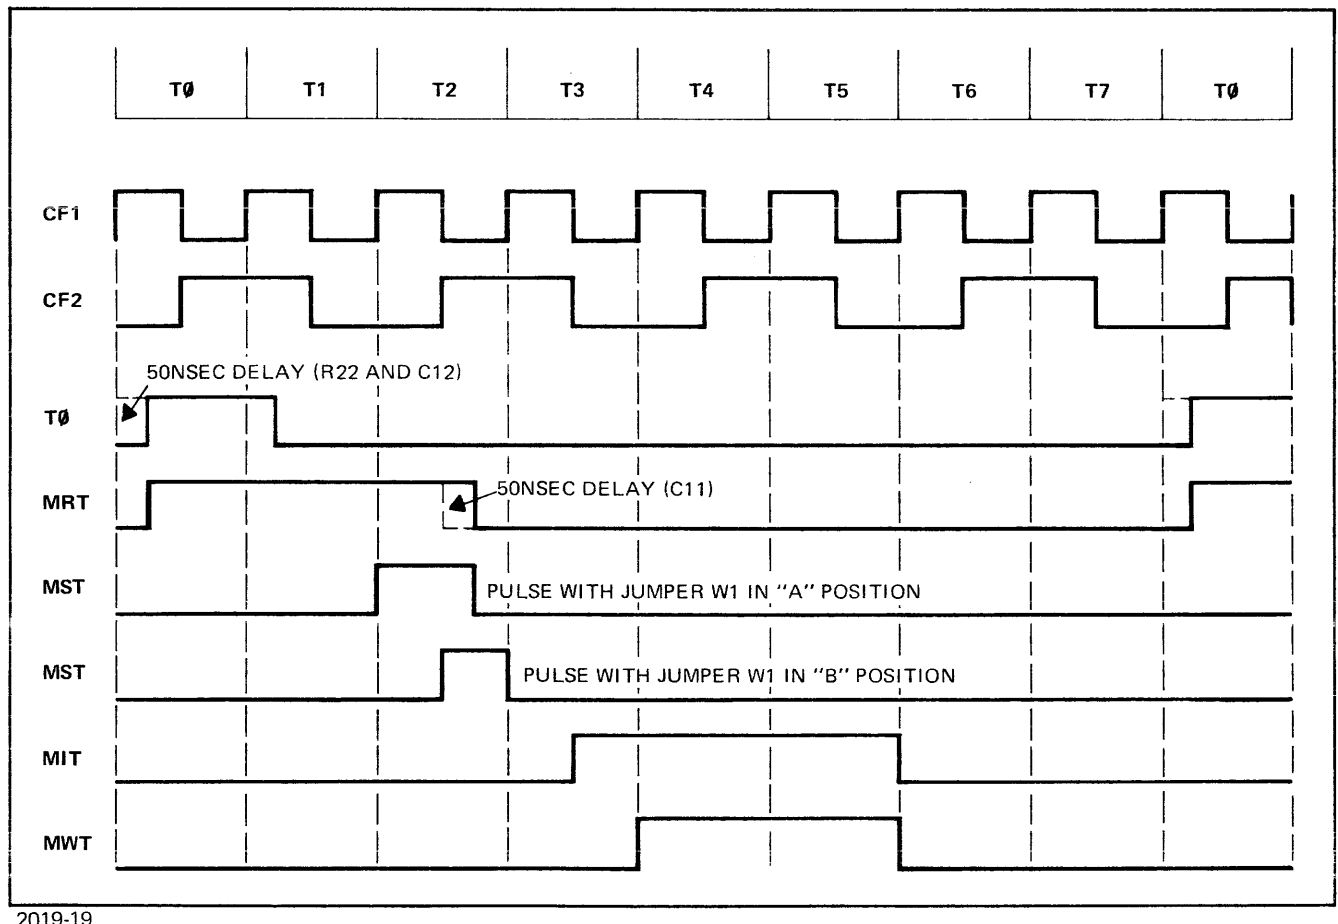 TØ T1 T2 T3 T4 T5 T6 T7 TØ
CF1
CF2
50NSEC DELAY (R22 AND C12)
TØ
50NSEC DELAY (C11)
MRT
MST
PULSE WITH JUMPER W1 IN "A" POSITION
MST
PULSE WITH JUMPER W1 IN "B" POSITION
MIT
MWT
2019-19